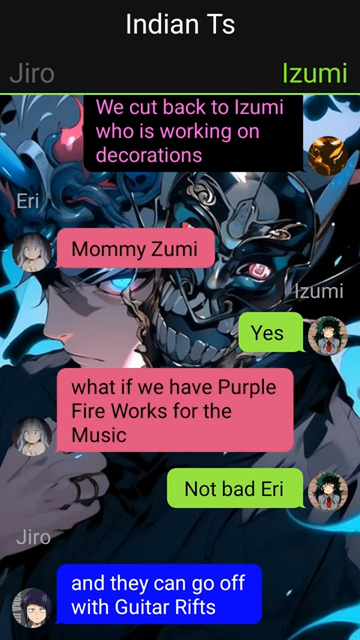 Indian Ts
Jiro
Izumi
We cut back to Izumi
who is working on
decorations
Eri
Mommy Zumi
Izumi
Yes
what if we have Purple
Fire Works for the
Music
Not bad Eri
Jiro
and they can go off
with Guitar Rifts